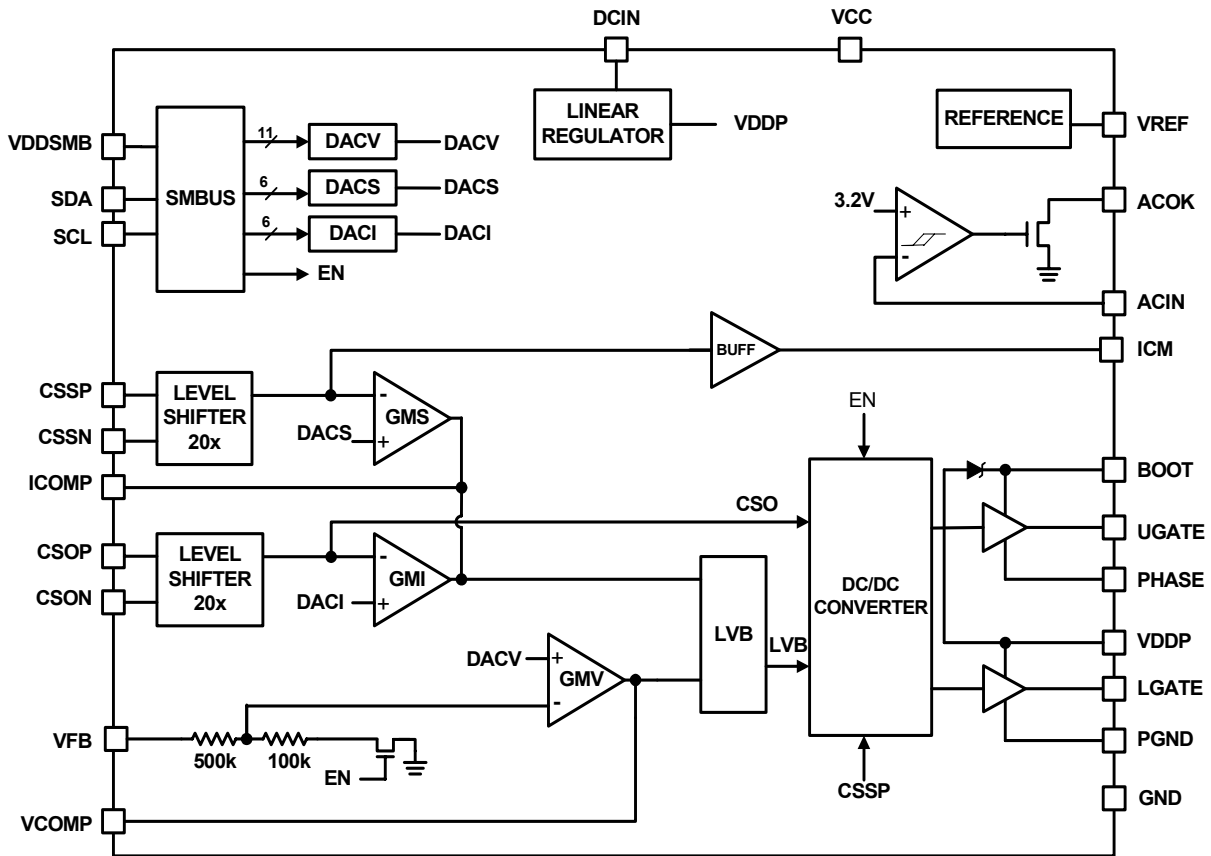 DCIN
VCC
LINEAR
REGULATOR
VDDP
REFERENCE
VREF
VDDSMB
SDA
SCL
SMBUS
11
DACV
DACV
6
DACS
DACS
6
DACI
DACI
EN
3.2V
+
-
ACOK
ACIN
BUFF
ICM
CSSP
CSSN
LEVEL
SHIFTER
20x
-
GMS
DACS
+
ICOMP
EN
CSOP
CSON
LEVEL
SHIFTER
20x
CSO
-
GMI
DACI
+
LVB
LVB
DC/DC
CONVERTER
BOOT
UGATE
PHASE
VDDP
LGATE
PGND
GND
DACV
+
GMV
-
VFB
500k
100k
EN
CSSP
VCOMP